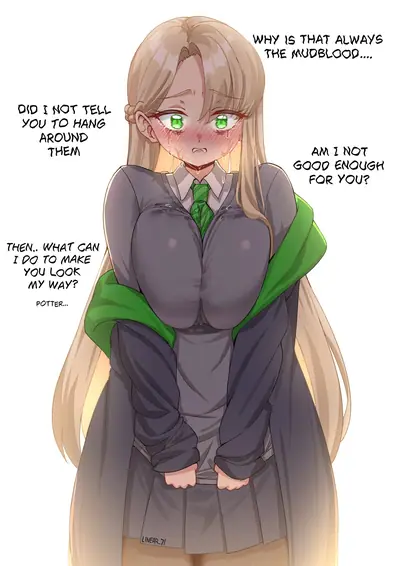 WHY IS THAT ALWAYS
THE MUDBLOOD....
DID I NOT TELL
YOU TO HANG
AROUND
THEM
AM I NOT
GOOD ENOUGH
FOR YOU?
THEN.. WHAT CAN
I DO TO MAKE
YOU LOOK
MY WAY?
POTTER...